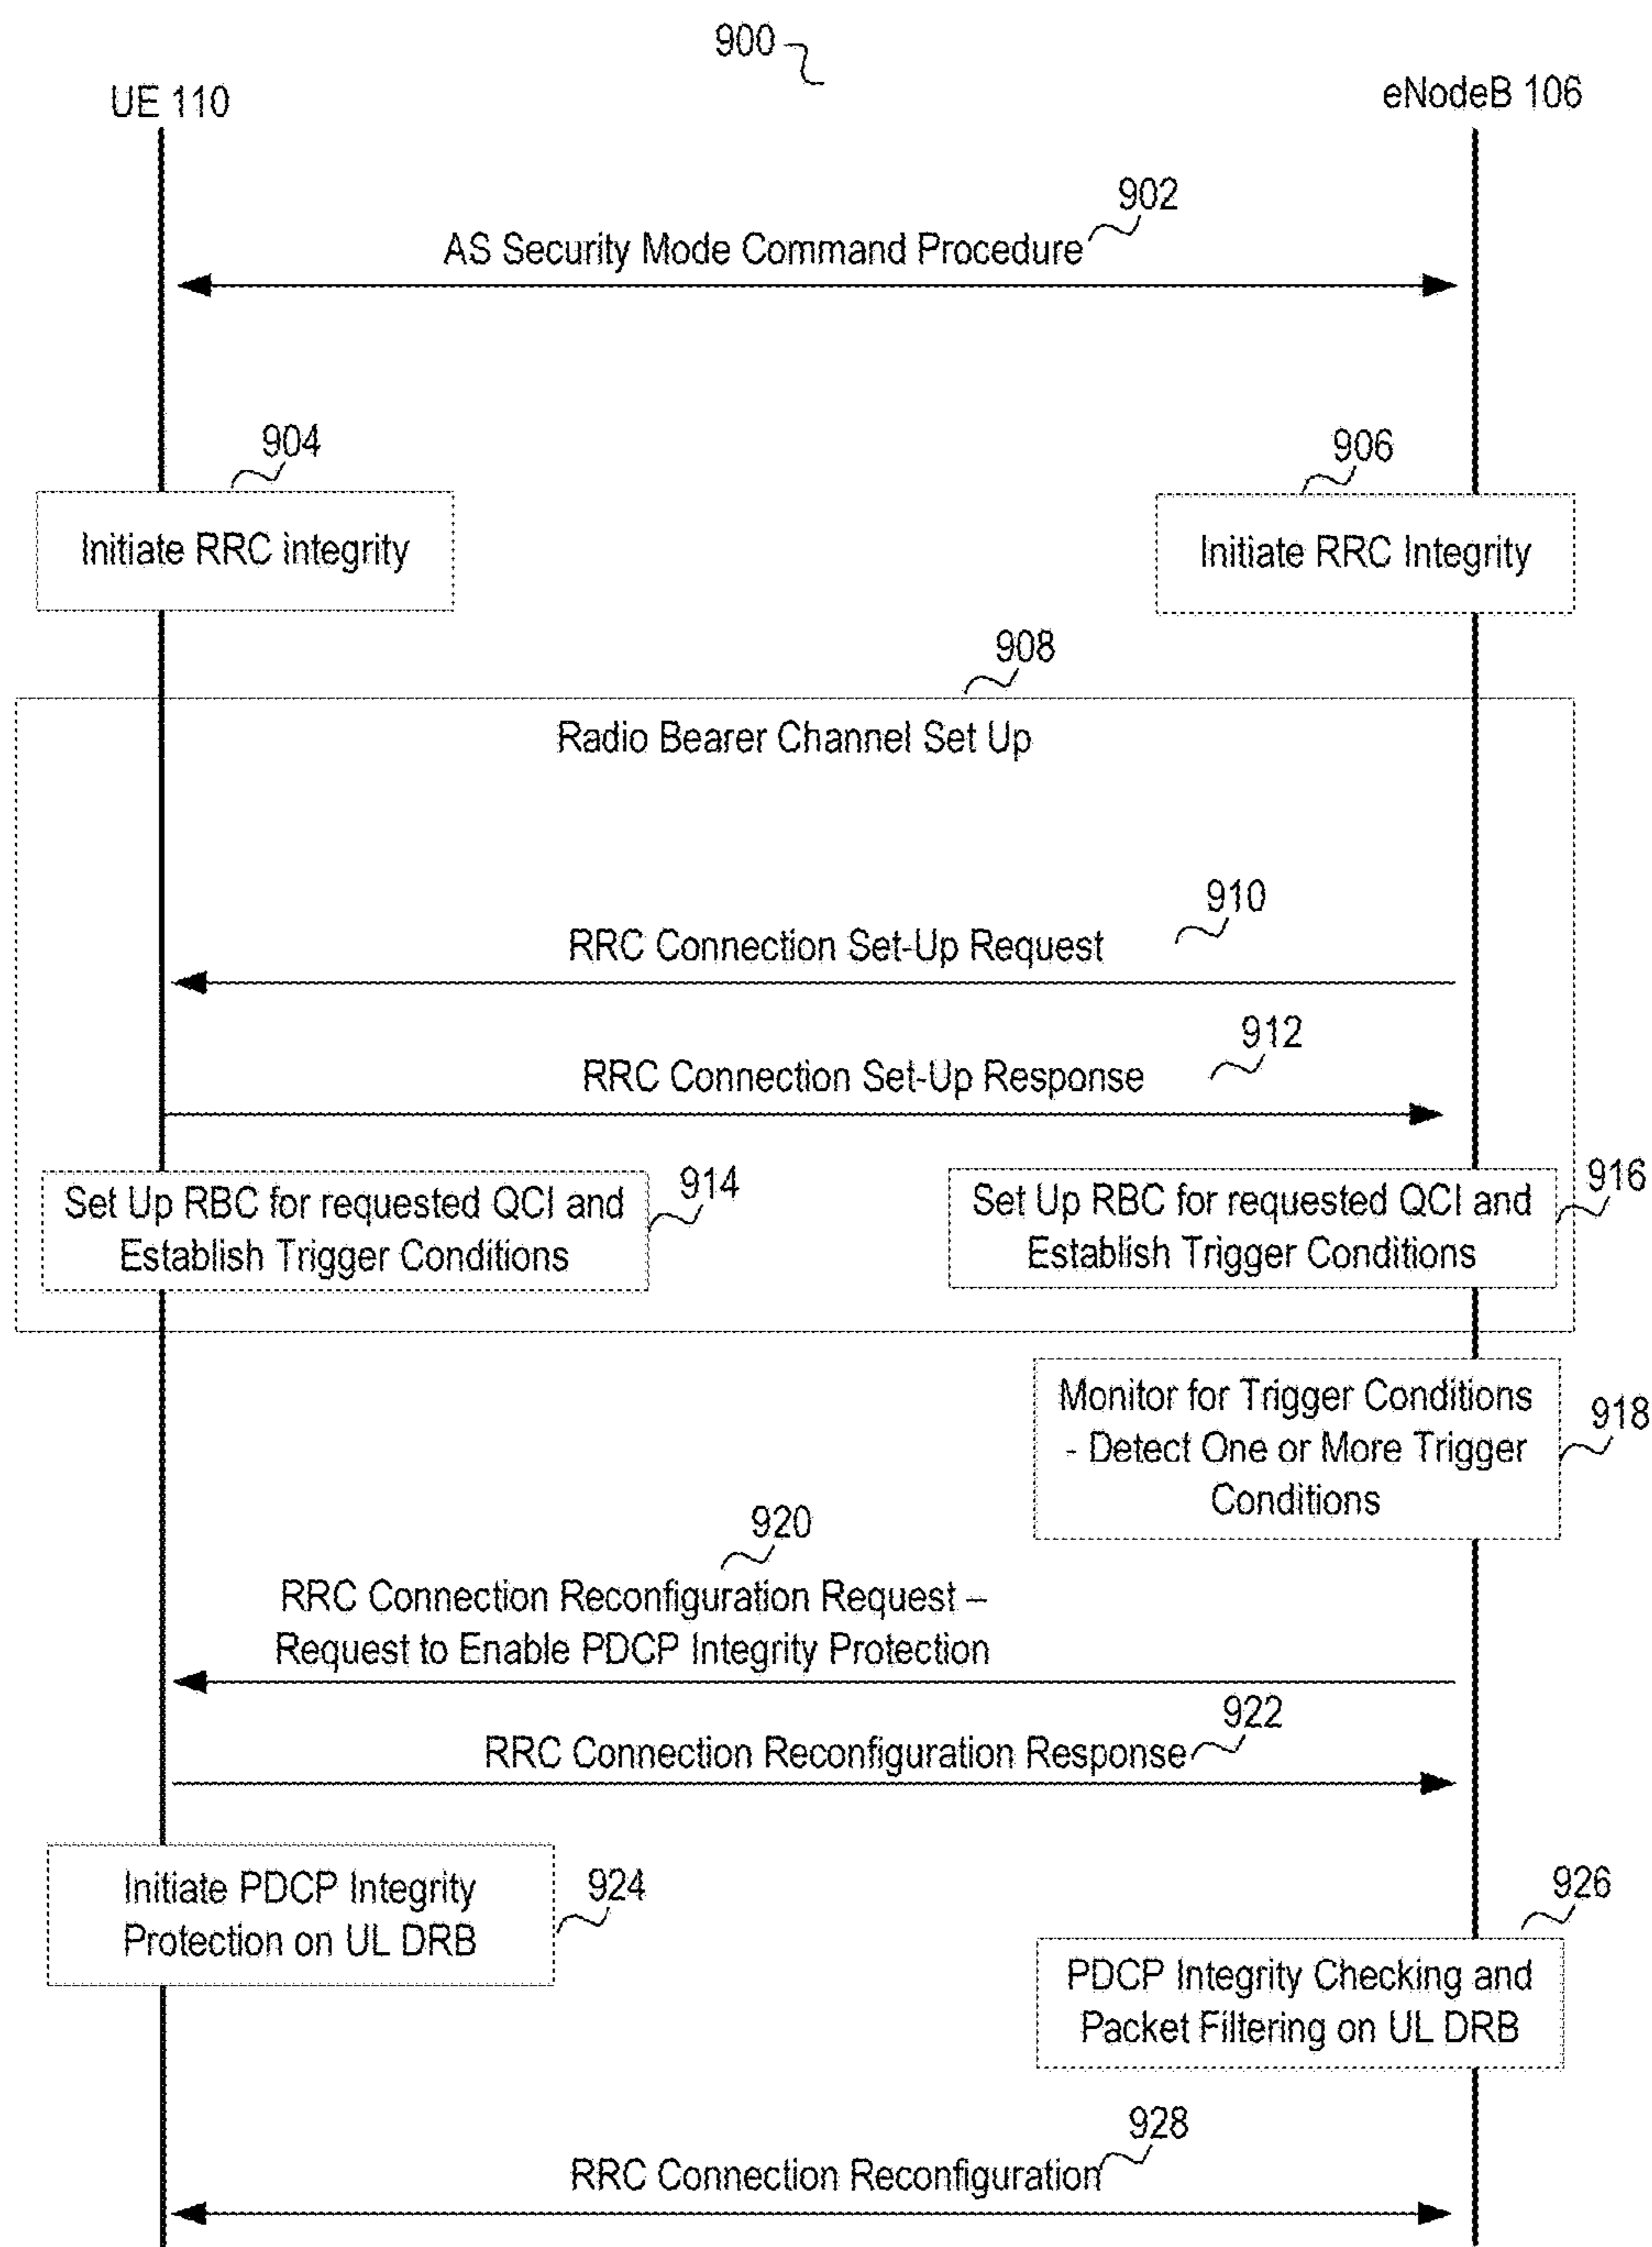 900
UE 110
eNodeB 106
902
AS Security Mode Command Procedure
904
906
Initiate RRC integrity
Initiate RRC Integrity
908
Radio Bearer Channel Set Up
910
RRC Connection Set-Up Request
912
RRC Connection Set-Up Response
Set Up RBC for requested QCI and
Establish Trigger Conditions
914
Set Up RBC for requested QCI and
Establish Trigger Conditions
916
Monitor for Trigger Conditions
- Detect One or More Trigger
Conditions
918
920
RRC Connection Reconfiguration Request –
Request to Enable PDCP Integrity Protection
922
RRC Connection Reconfiguration Response
Initiate PDCP Integrity
Protection on UL DRB
924
926
PDCP Integrity Checking and
Packet Filtering on UL DRB
928
RRC Connection Reconfiguration